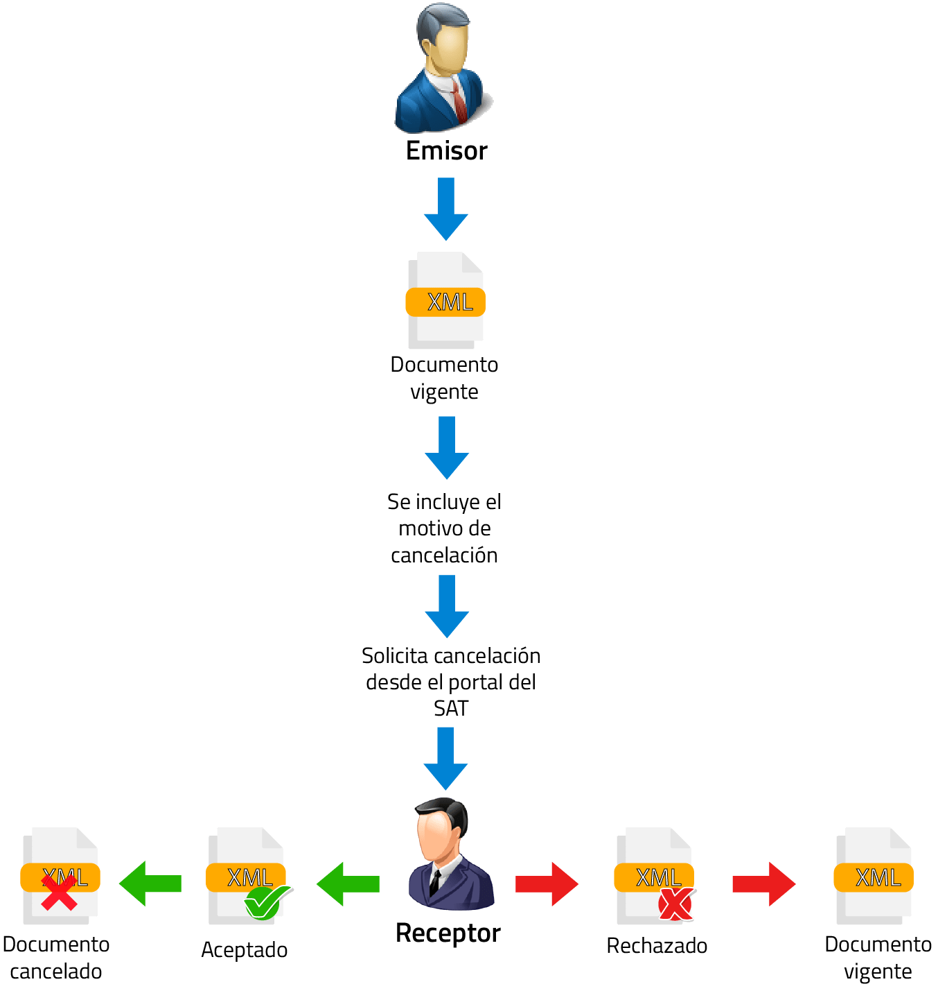 Emisor
XML
Documento
vigente
Se incluye el
motivo de
cancelación
Solicita cancelación
desde el portal del
SAT
Receptor
XML
Documento
cancelado
XML
Aceptado
XML
Rechazado
XML
Documento
vigente